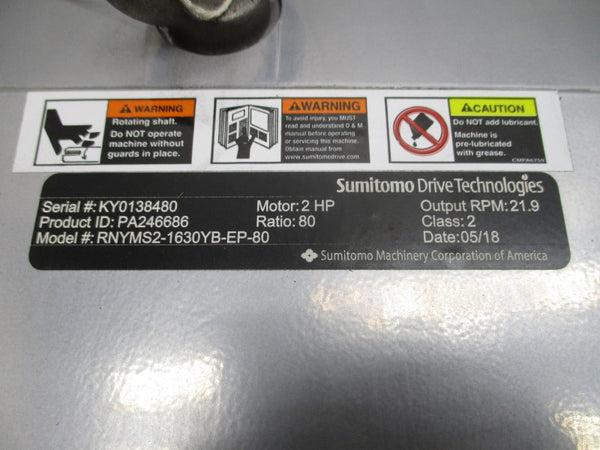 WARNING
Rotating shaft.
Do NOT operate
machine without
guards in place.
WARNING
To avoid injury, you MUST
read and understand O & M
manual before operating
or servicing this machine.
Obtain manual from
www.sumitomodrive.com
CAUTION
Do NOT add lubricant.
Machine is
pre-lubricated
with grease.
CMPA6759
Sumitomo Drive Technologies
Serial #: KY0138480 Motor: 2 HP Output RPM: 21.9
Product ID: PA246686 Ratio: 80 Class: 2
Model #: RNYMS2-1630YB-EP-80 Date: 05/18
Sumitomo Machinery Corporation of America